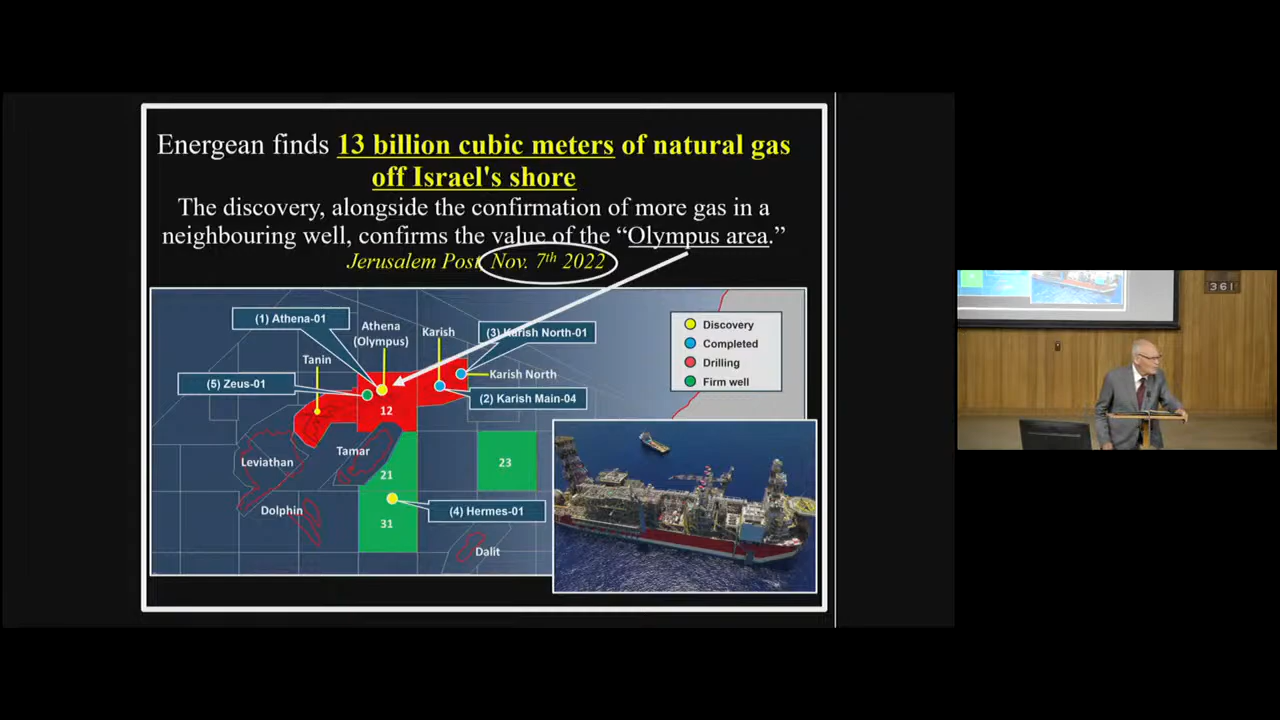 Energean finds 13 billion cubic meters of natural gas
off Israel's shore
The discovery, alongside the confirmation of more gas in a
neighbouring well, confirms the value of the “Olympus area.”
Jerusalem Post, Nov. 7th 2022
(1) Athena-01
Athena
(Olympus)
Karish
(3) Karish North-01
Tanin
Karish North
(5) Zeus-01
(2) Karish Main-04
12
Discovery
Completed
Drilling
Firm well
Leviathan
Tamar
21
23
Dolphin
31
(4) Hermes-01
Dalit
361